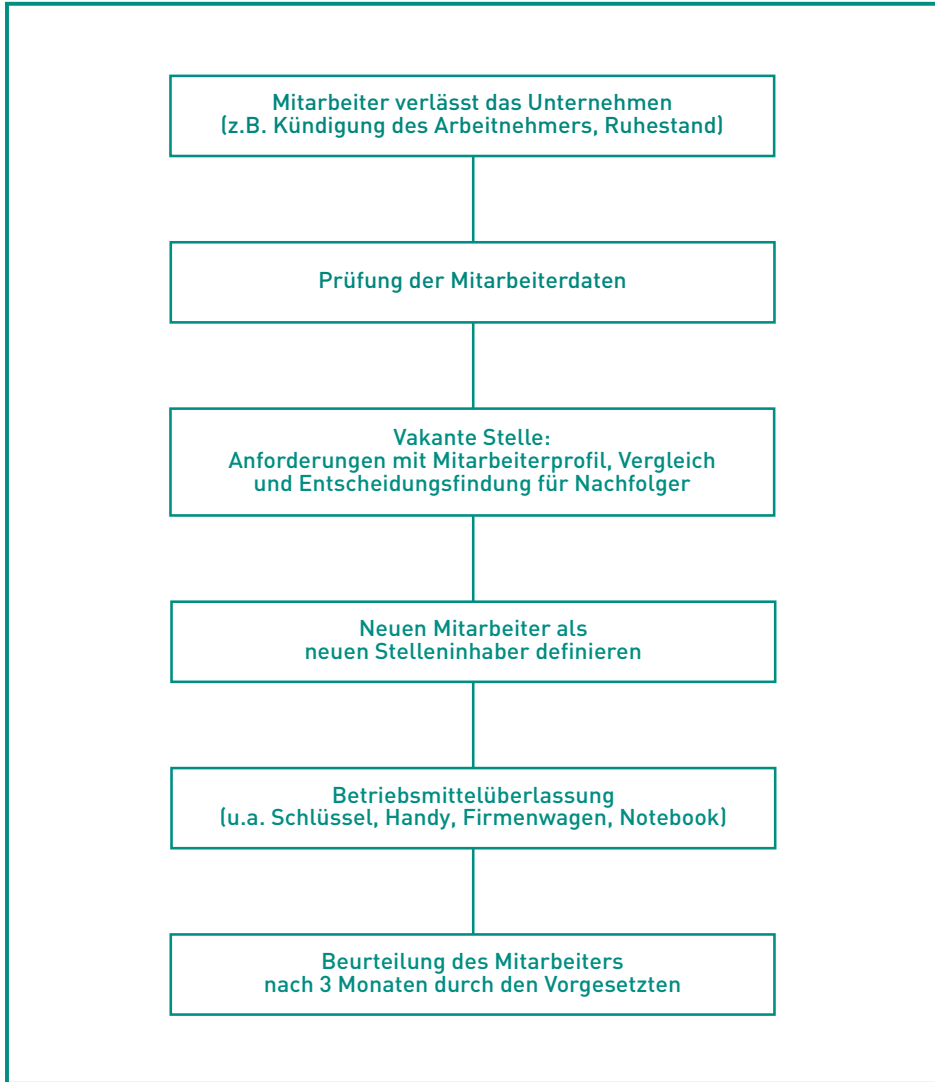 Mitarbeiter verlässt das Unternehmen
(z.B. Kündigung des Arbeitnehmers, Ruhestand)
Prüfung der Mitarbeiterdaten
Vakante Stelle:
Anforderungen mit Mitarbeiterprofil, Vergleich
und Entscheidungsfindung für Nachfolger
Neuen Mitarbeiter als
neuen Stelleninhaber definieren
Betriebsmittelüberlassung
(u.a. Schlüssel, Handy, Firmenwagen, Notebook)
Beurteilung des Mitarbeiters
nach 3 Monaten durch den Vorgesetzten